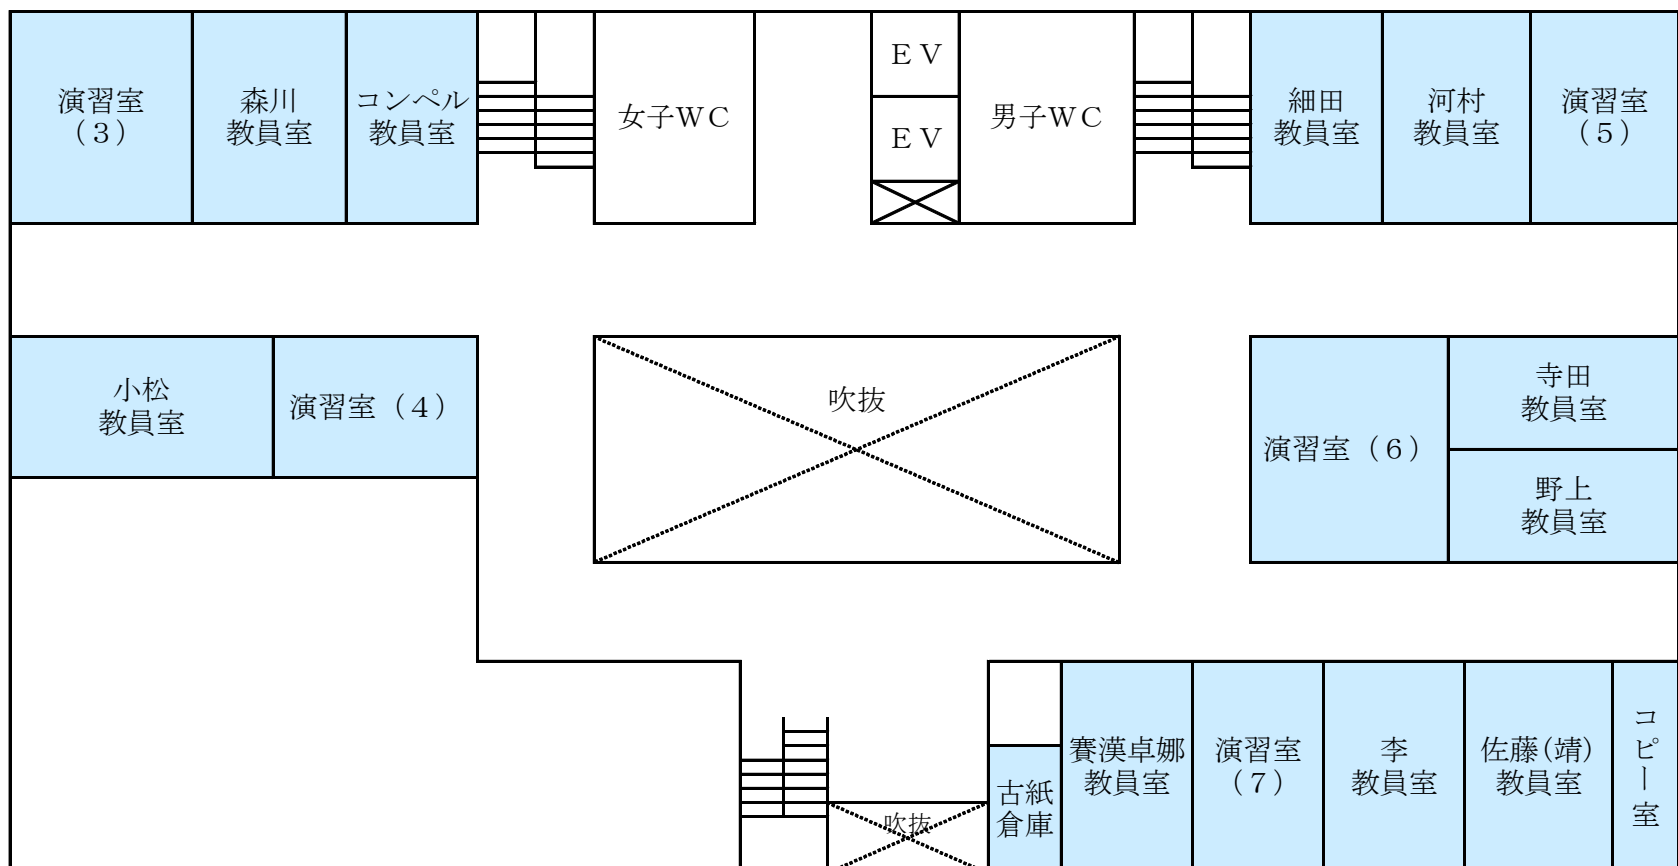 演習室
（３）
森川
教員室
コンペル
教員室
女子ＷＣ
ＥＶ
ＥＶ
男子ＷＣ
細田
教員室
河村
教員室
演習室
（５）
小松
教員室
演習室（４）
吹抜
演習室（６）
寺田
教員室
野上
教員室
吹抜
古紙
倉庫
賽漢卓娜
教員室
演習室
（７）
李
教員室
佐藤(靖)
教員室
コピー室